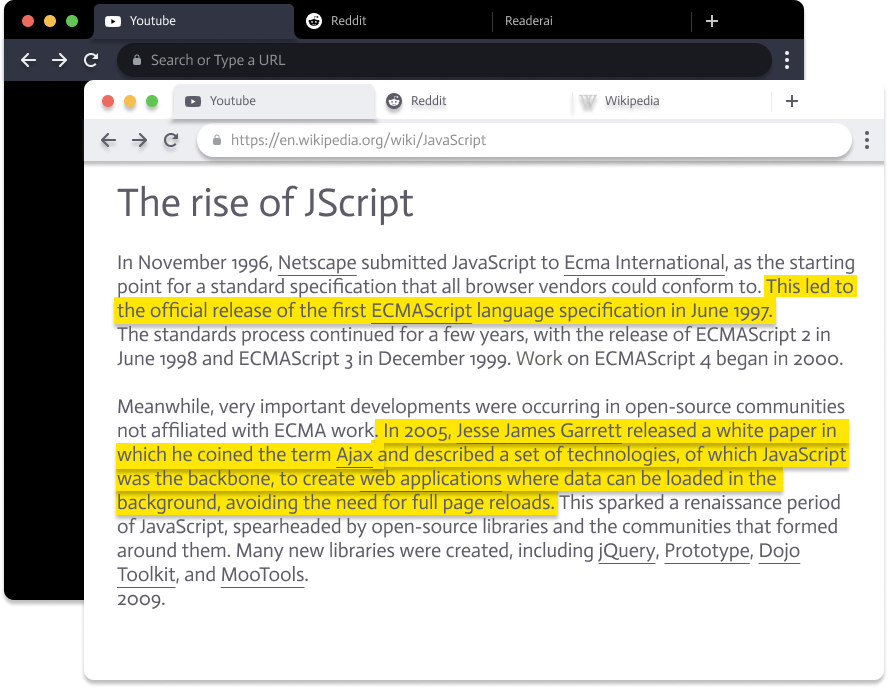 Youtube
Reddit
Readerai
Search or Type a URL
Youtube
Reddit
Wikipedia
https://en.wikipedia.org/wiki/JavaScript
The rise of JScript
In November 1996, Netscape submitted JavaScript to Ecma International, as the starting
point for a standard specification that all browser vendors could conform to. This led to
the official release of the first ECMAScript language specification in June 1997.
The standards process continued for a few years, with the release of ECMAScript 2 in
June 1998 and ECMAScript 3 in December 1999. Work on ECMAScript 4 began in 2000.
Meanwhile, very important developments were occurring in open-source communities
not affiliated with ECMA work. In 2005, Jesse James Garrett released a white paper in
which he coined the term Ajax and described a set of technologies, of which JavaScript
was the backbone, to create web applications where data can be loaded in the
background, avoiding the need for full page reloads. This sparked a renaissance period
of JavaScript, spearheaded by open-source libraries and the communities that formed
around them. Many new libraries were created, including jQuery, Prototype, Dojo
Toolkit, and MooTools.
2009.